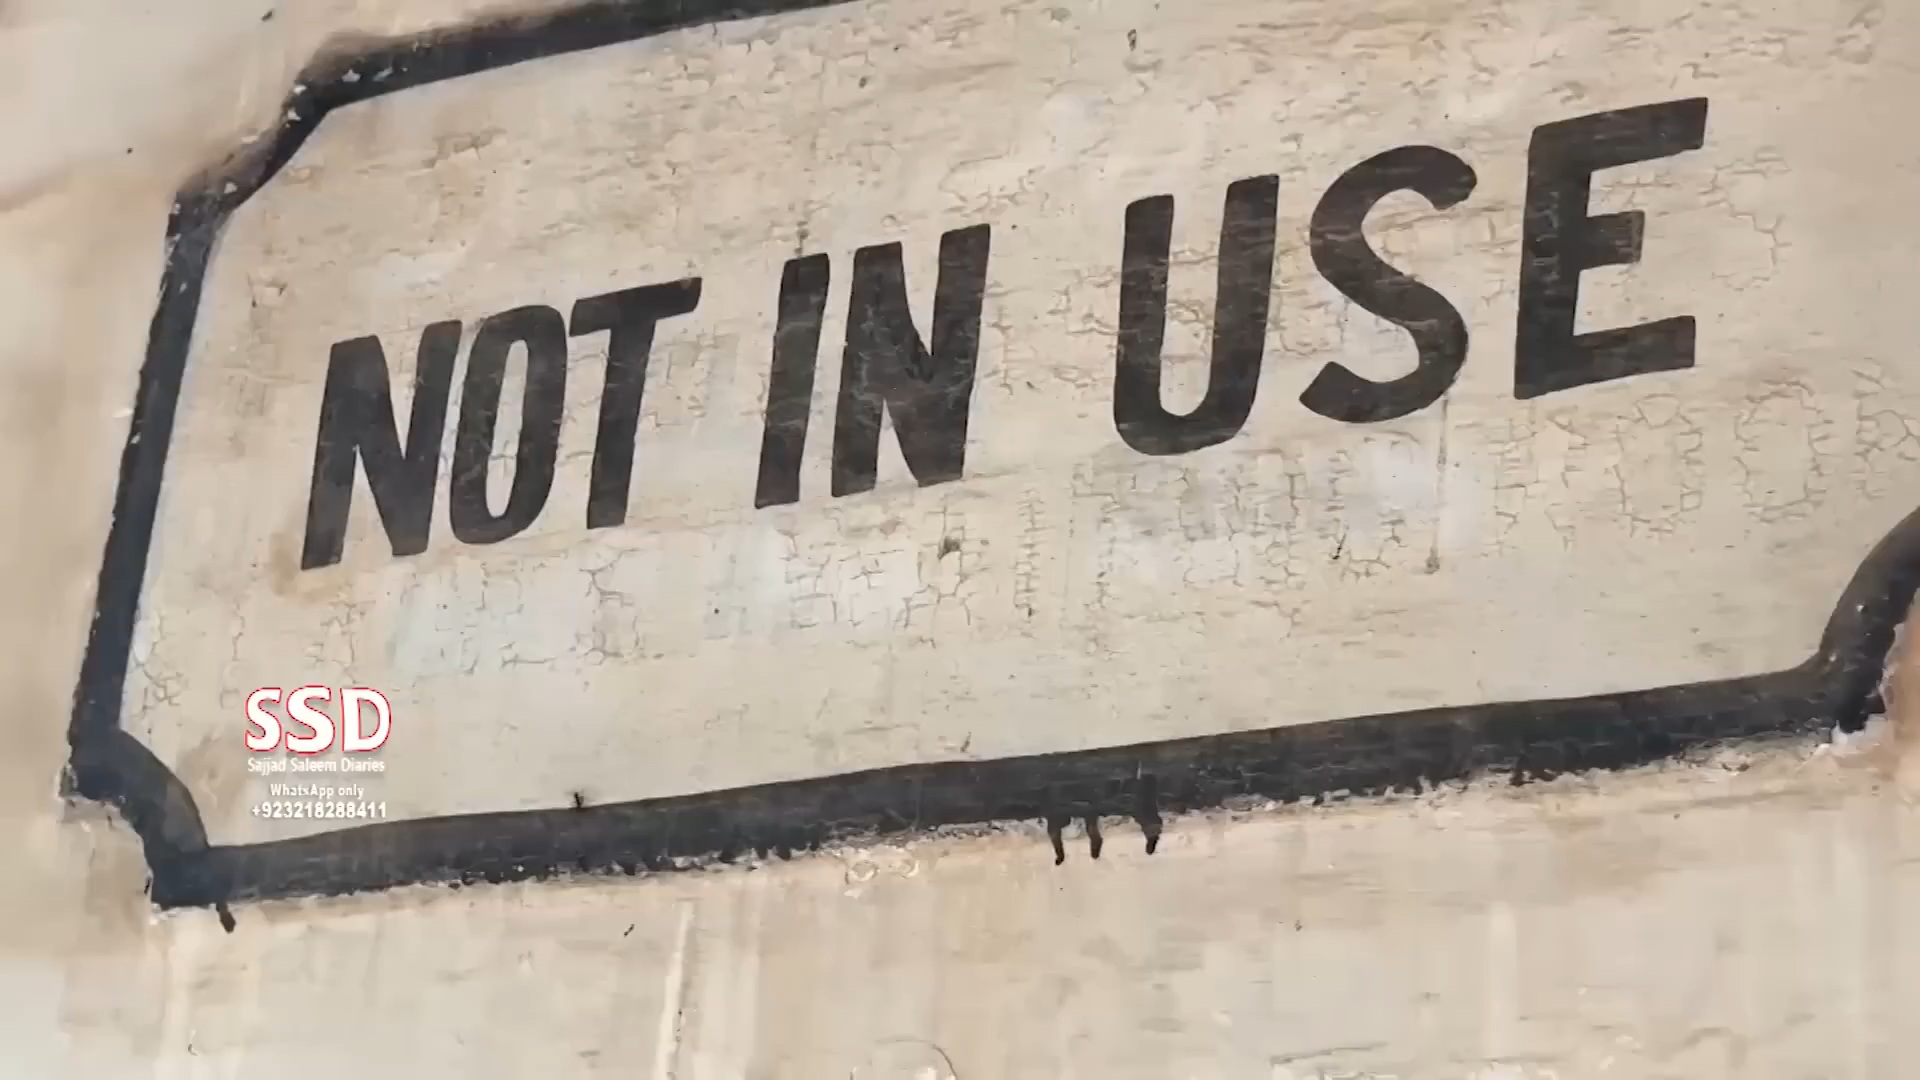 NOT IN USE
SSD
Sajjad Saleem Diaries
WhatsApp only
+923218288411